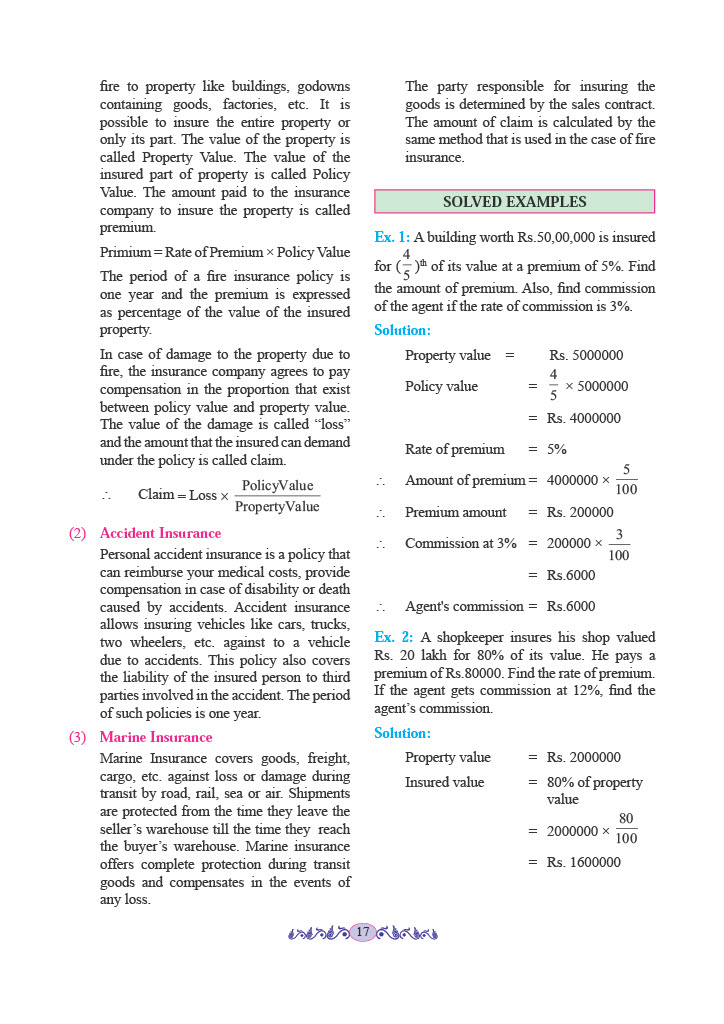 fire to property like buildings, godowns
containing goods, factories, etc. It is
possible to insure the entire property or
only its part. The value of the property is
called Property Value. The value of the
insured part of property is called Policy
Value. The amount paid to the insurance
company to insure the property is called
premium.
Primium = Rate of Premium × Policy Value
The period of a fire insurance policy is
one year and the premium is expressed
as percentage of the value of the insured
property.
In case of damage to the property due to
fire, the insurance company agrees to pay
compensation in the proportion that exist
between policy value and property value.
The value of the damage is called “loss”
and the amount that the insured can demand
under the policy is called claim.
∴ Claim = Loss × PolicyValue / PropertyValue
(2) Accident Insurance
Personal accident insurance is a policy that
can reimburse your medical costs, provide
compensation in case of disability or death
caused by accidents. Accident insurance
allows insuring vehicles like cars, trucks,
two wheelers, etc. against to a vehicle
due to accidents. This policy also covers
the liability of the insured person to third
parties involved in the accident. The period
of such policies is one year.
(3) Marine Insurance
Marine Insurance covers goods, freight,
cargo, etc. against loss or damage during
transit by road, rail, sea or air. Shipments
are protected from the time they leave the
seller’s warehouse till the time they reach
the buyer’s warehouse. Marine insurance
offers complete protection during transit
goods and compensates in the events of
any loss.
The party responsible for insuring the
goods is determined by the sales contract.
The amount of claim is calculated by the
same method that is used in the case of fire
insurance.
SOLVED EXAMPLES
Ex. 1: A building worth Rs.50,00,000 is insured
for (4/5)th of its value at a premium of 5%. Find
the amount of premium. Also, find commission
of the agent if the rate of commission is 3%.
Solution:
Property value = Rs. 5000000
Policy value = 4/5 × 5000000
= Rs. 4000000
Rate of premium = 5%
∴ Amount of premium = 4000000 × 5/100
∴ Premium amount = Rs. 200000
∴ Commission at 3% = 200000 × 3/100
= Rs.6000
∴ Agent's commission = Rs.6000
Ex. 2: A shopkeeper insures his shop valued
Rs. 20 lakh for 80% of its value. He pays a
premium of Rs.80000. Find the rate of premium.
If the agent gets commission at 12%, find the
agent’s commission.
Solution:
Property value = Rs. 2000000
Insured value = 80% of property
value
= 2000000 × 80/100
= Rs. 1600000
17